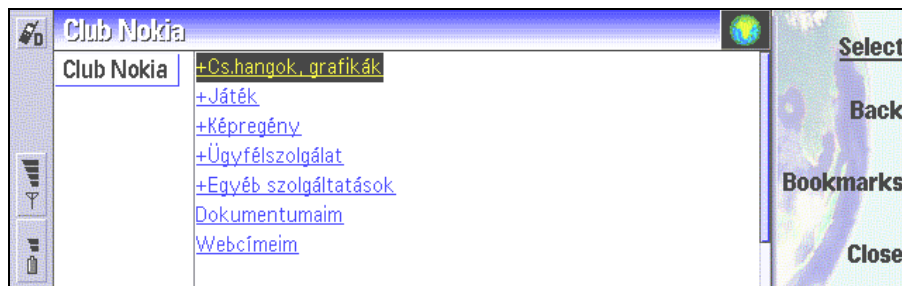 Club Nokia
Club Nokia
+Cs.hangok, grafikák
+Játék
+Képregény
+Ügyfélszolgálat
+Egyéb szolgáltatások
Dokumentumaim
Webcímeim
Select
Back
Bookmarks
Close
D